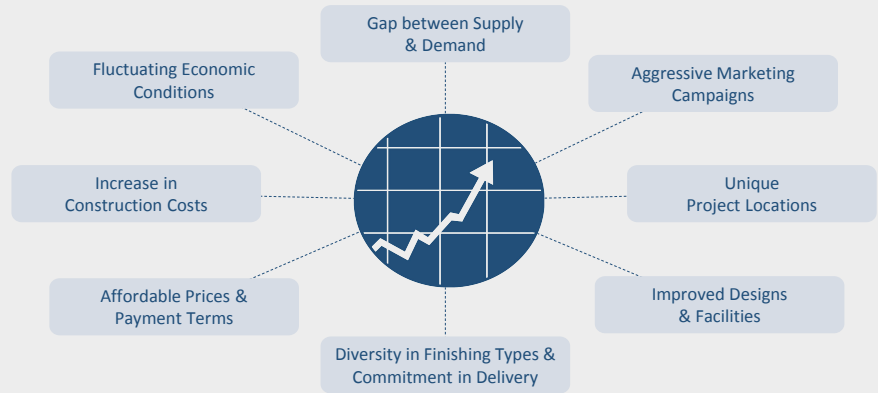 Gap between Supply
& Demand
Fluctuating Economic
Conditions
Aggressive Marketing
Campaigns
Increase in
Construction Costs
Unique
Project Locations
Affordable Prices &
Payment Terms
Improved Designs
& Facilities
Diversity in Finishing Types &
Commitment in Delivery